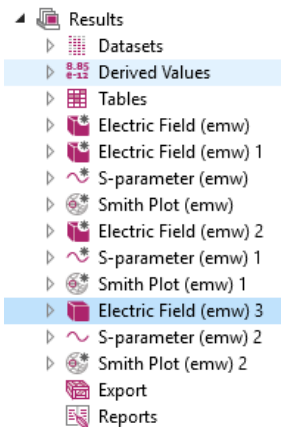 Results
Datasets
8.85
e-12 Derived Values
Tables
Electric Field (emw)
Electric Field (emw) 1
S-parameter (emw)
Smith Plot (emw)
Electric Field (emw) 2
S-parameter (emw) 1
Smith Plot (emw) 1
Electric Field (emw) 3
S-parameter (emw) 2
Smith Plot (emw) 2
Export
Reports